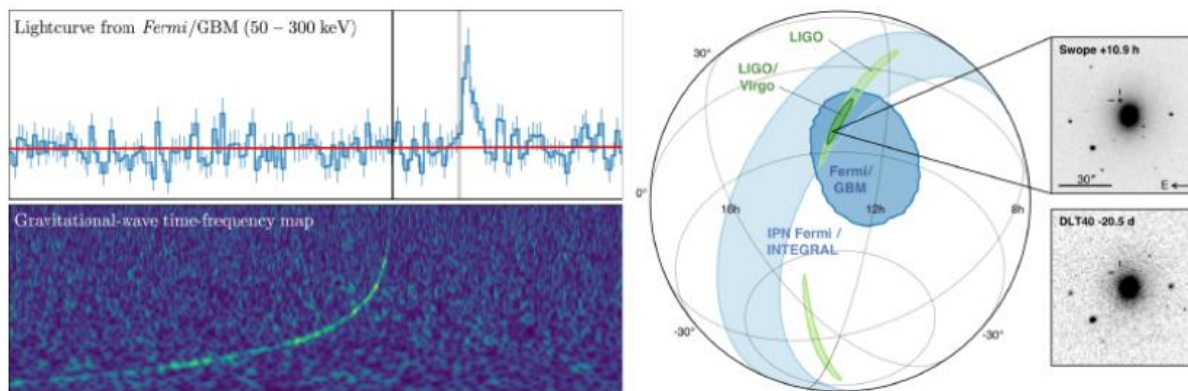 Lightcurve from Fermi/GBM (50 – 300 keV)
Gravitational-wave time-frequency map
30°
LIGO
LIGO/
Virgo
Fermi/
GBM
0°
16h
12h
8h
IPN Fermi /
INTEGRAL
-30°
-30°
Swope +10.9 h
30"
E
DLT40 -20.5 d